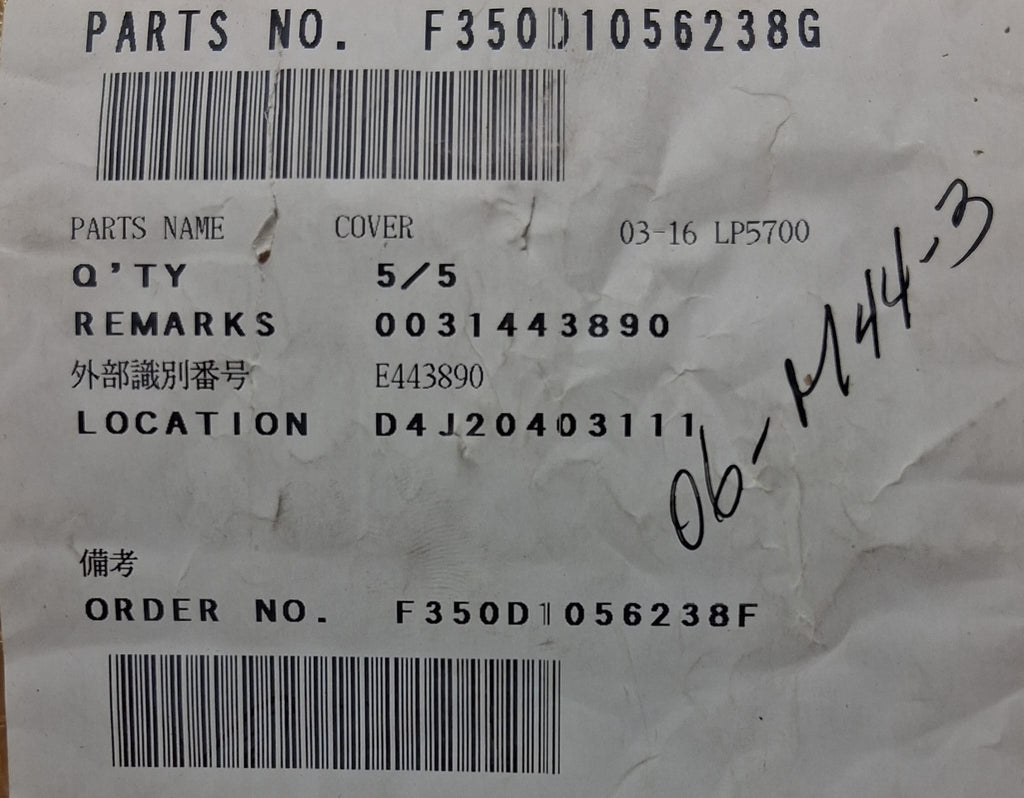 PARTS NO. F350D1056238G
PARTS NAME COVER 03-16 LP5700
Q'TY 5/5
REMARKS 0031443890
外部識別番号 E443890
LOCATION D4J20403111
06-M44-3
備考
ORDER NO. F350D1056238F